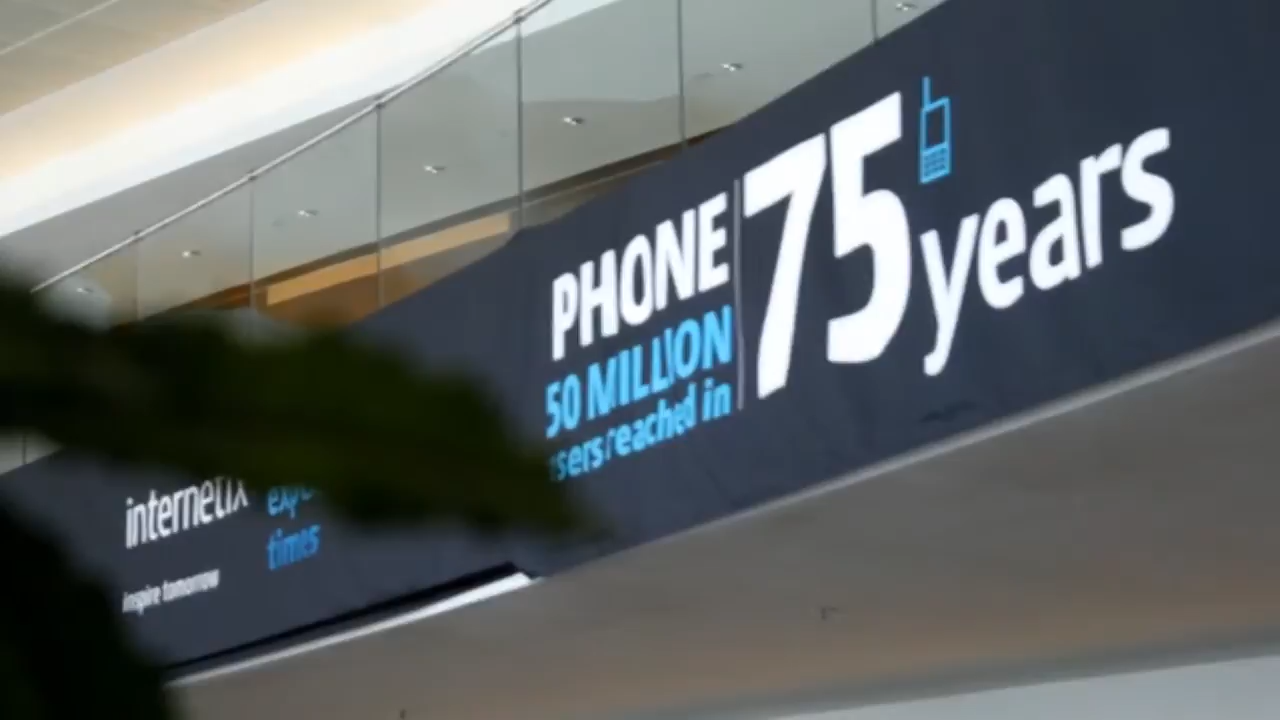 PHONE
50 MILLION
reached in
75 years
internetix
times
inspire tomorrow